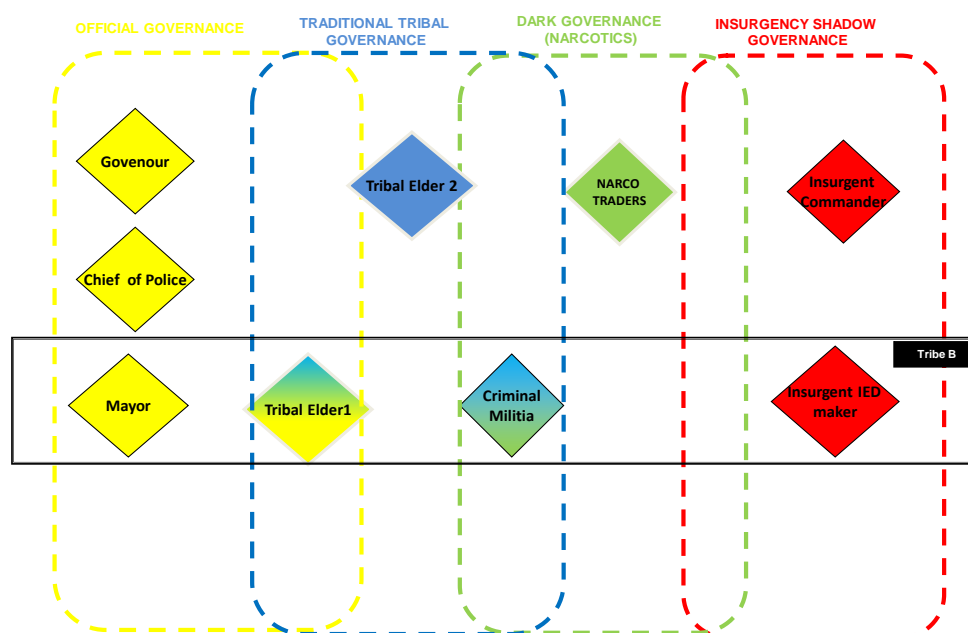 OFFICIAL GOVERNANCE
TRADITIONAL TRIBAL
GOVERNANCE
DARK GOVERNANCE
(NARCOTICS)
INSURGENCY SHADOW
GOVERNANCE
Govenour
Tribal Elder 2
NARCO
TRADERS
Insurgent
Commander
Chief of Police
Tribe B
Mayor
Tribal Elder1
Criminal
Militia
Insurgent IED
maker